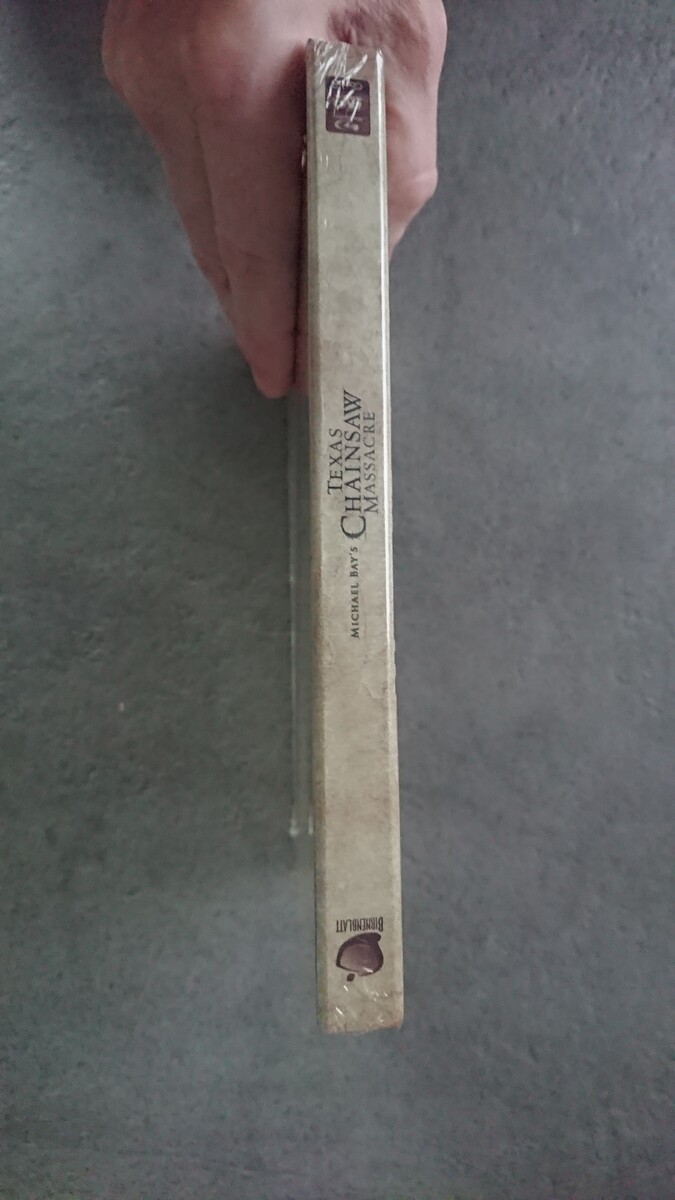 MICHAEL BAY'S
TEXAS
CHAINSAW
MASSACRE
BIRNENBLATT